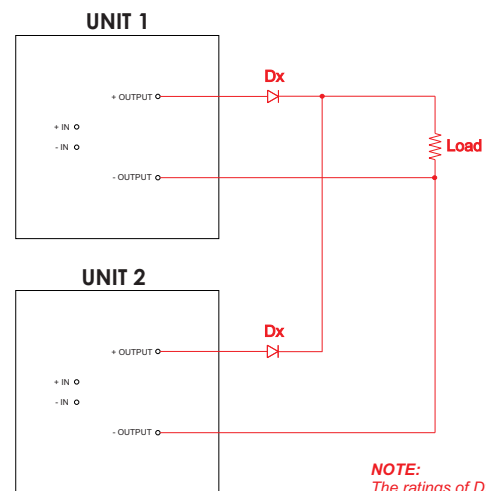 UNIT 1
Dx
+ OUTPUT
+ IN
- IN
Load
- OUTPUT
UNIT 2
Dx
+ OUTPUT
+ IN
- IN
- OUTPUT
NOTE:
The ratings of D